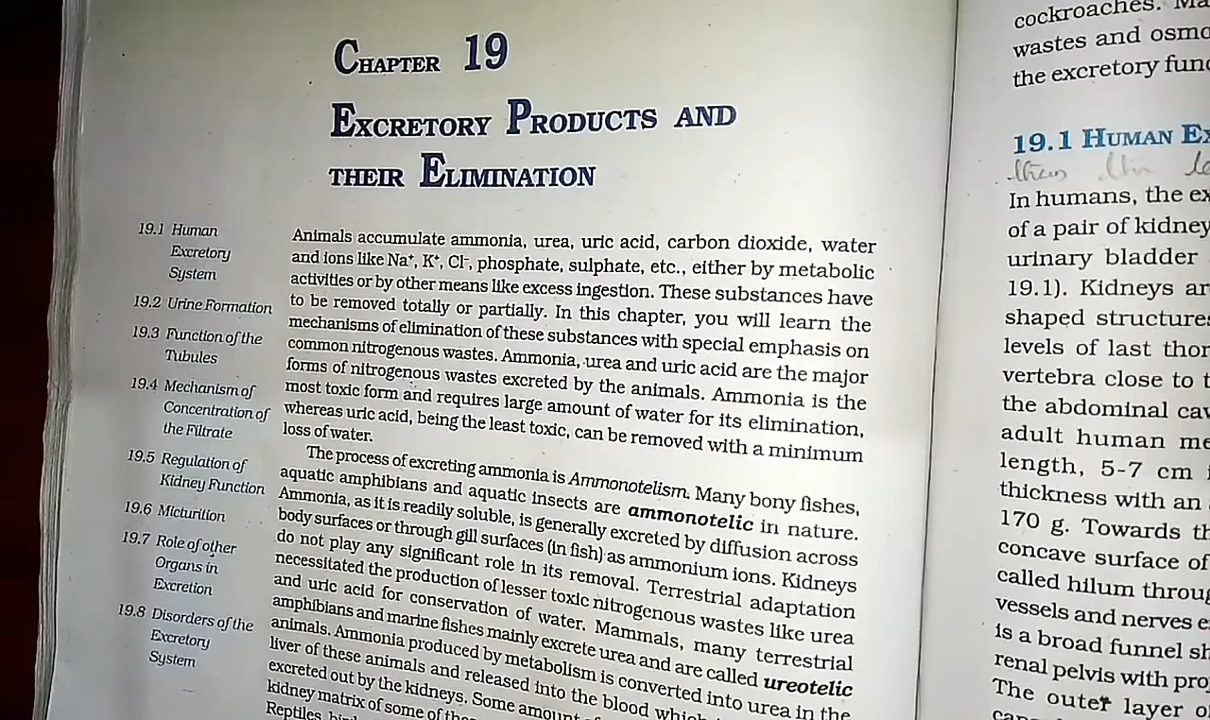 CHAPTER 19
EXCRETORY PRODUCTS AND
THEIR ELIMINATION
19.1 Human
Excretory
System
19.2 Urine Formation
19.3 Function of the
Tubules
19.4 Mechanism of
Concentration of
the Filtrate
19.5 Regulation of
Kidney Function
19.6 Micturition
19.7 Role of other
Organs in
Excretion
19.8 Disorders of the
Excretory
System
Animals accumulate ammonia, urea, uric acid, carbon dioxide, water
and ions like Na⁺, K⁺, Cl⁻, phosphate, sulphate, etc., either by metabolic
activities or by other means like excess ingestion. These substances have
to be removed totally or partially. In this chapter, you will learn the
mechanisms of elimination of these substances with special emphasis on
common nitrogenous wastes. Ammonia, urea and uric acid are the major
forms of nitrogenous wastes excreted by the animals. Ammonia is the
most toxic form and requires large amount of water for its elimination,
whereas uric acid, being the least toxic, can be removed with a minimum
loss of water.
The process of excreting ammonia is Ammonotelism. Many bony fishes,
aquatic amphibians and aquatic insects are ammonotelic in nature.
Ammonia, as it is readily soluble, is generally excreted by diffusion across
body surfaces or through gill surfaces (in fish) as ammonium ions. Kidneys
do not play any significant role in its removal. Terrestrial adaptation
necessitated the production of lesser toxic nitrogenous wastes like urea
and uric acid for conservation of water. Mammals, many terrestrial
amphibians and marine fishes mainly excrete urea and are called ureotelic
animals. Ammonia produced by metabolism is converted into urea in the
liver of these animals and released into the blood which
excreted out by the kidneys. Some amount
kidney matrix of some of
Reptiles,
cockroaches.
wastes and
the excretory
19.1 HUMAN
In humans, the
of a pair of
urinary bladder
19.1). Kidneys
shaped
levels of last
vertebra close to
the abdominal
adult human
length, 5-7 cm
thickness with an
170 g. Towards
concave surface of
called hilum
vessels and nerves
is a broad funnel
renal pelvis with
The outer layer